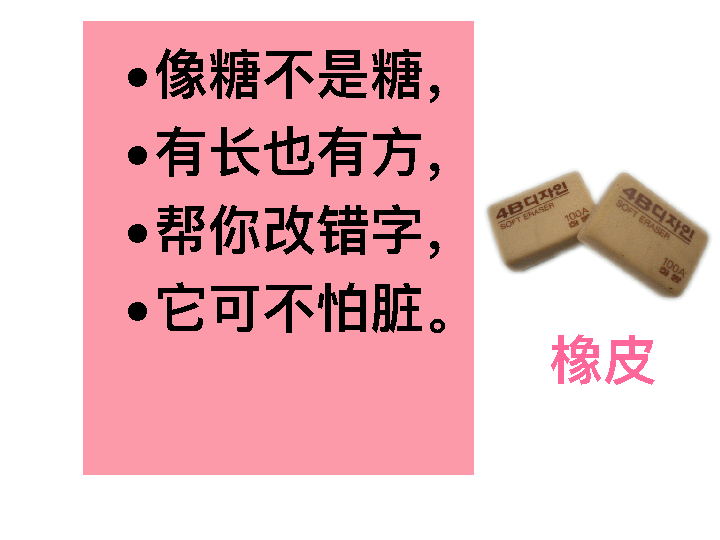 •像糖不是糖，
•有长也有方，
•帮你改错字，
•它可不怕脏。
4B디자인
SOFT ERASER
100A
4B디자인
SOFT ERASER
100A
橡皮